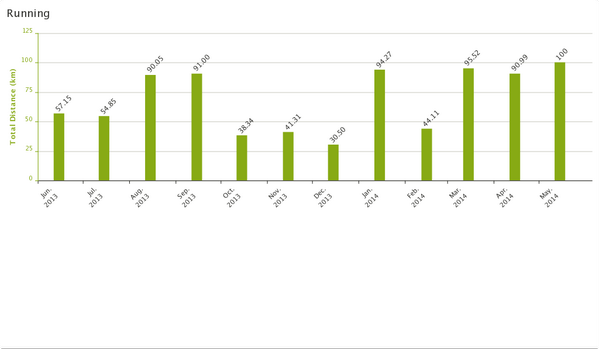 Running
Total Distance (km)
125
100
75
50
25
0
57.15
54.85
90.05
91.00
38.34
41.31
30.50
94.27
44.11
95.52
90.99
100
Jun.
2013
Jul.
2013
Aug.
2013
Sep.
2013
Oct.
2013
Nov.
2013
Dec.
2013
Jan.
2014
Feb.
2014
Mar.
2014
Apr.
2014
May.
2014